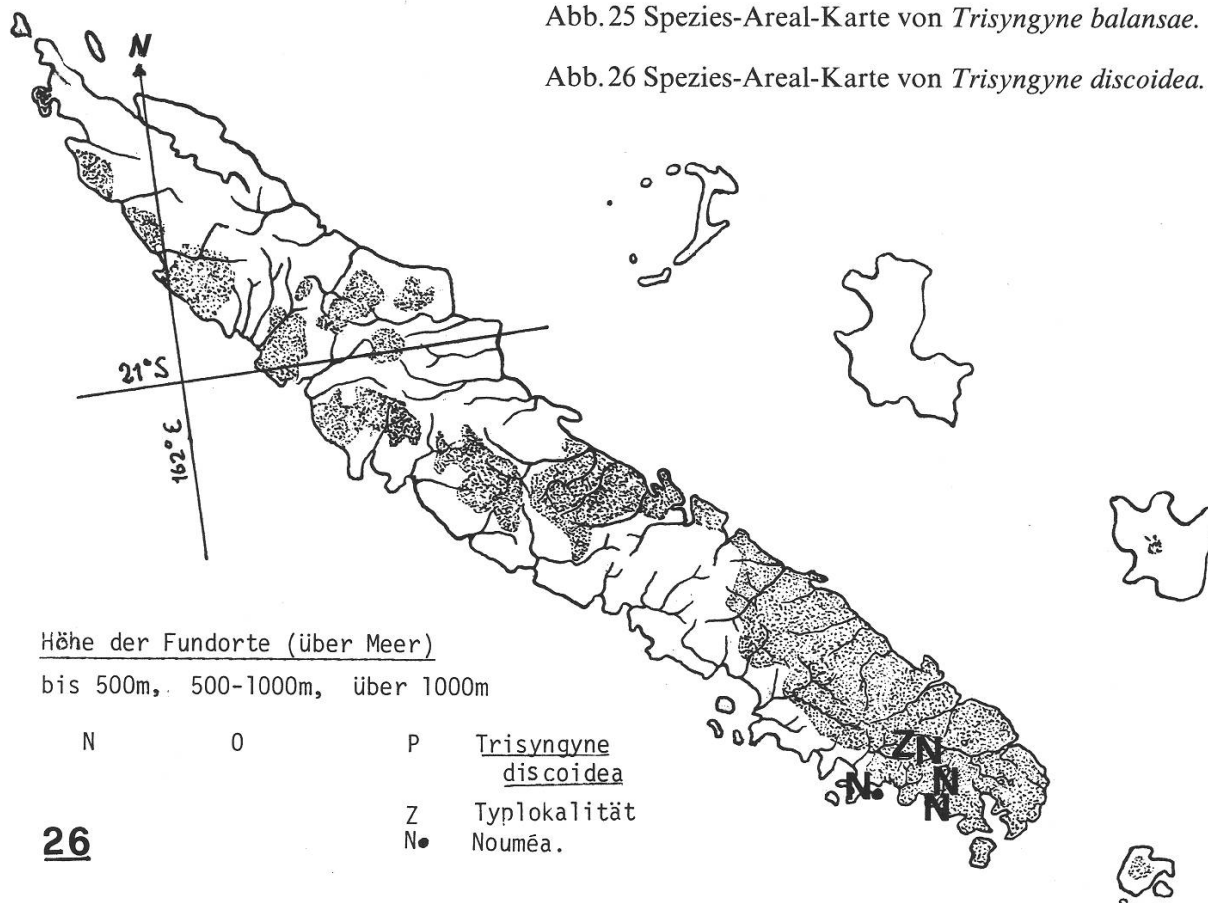 Abb. 25 Spezies-Areal-Karte von Trisyngyne balansae.
Abb. 26 Spezies-Areal-Karte von Trisyngyne discoidea.
N
21°S
162°E
Höhe der Fundorte (über Meer)
bis 500m, 500-1000m, über 1000m
N O P Trisyngyne
discoidea
Z Typlokalität
N● Nouméa.
26
Z N
N
N●
N